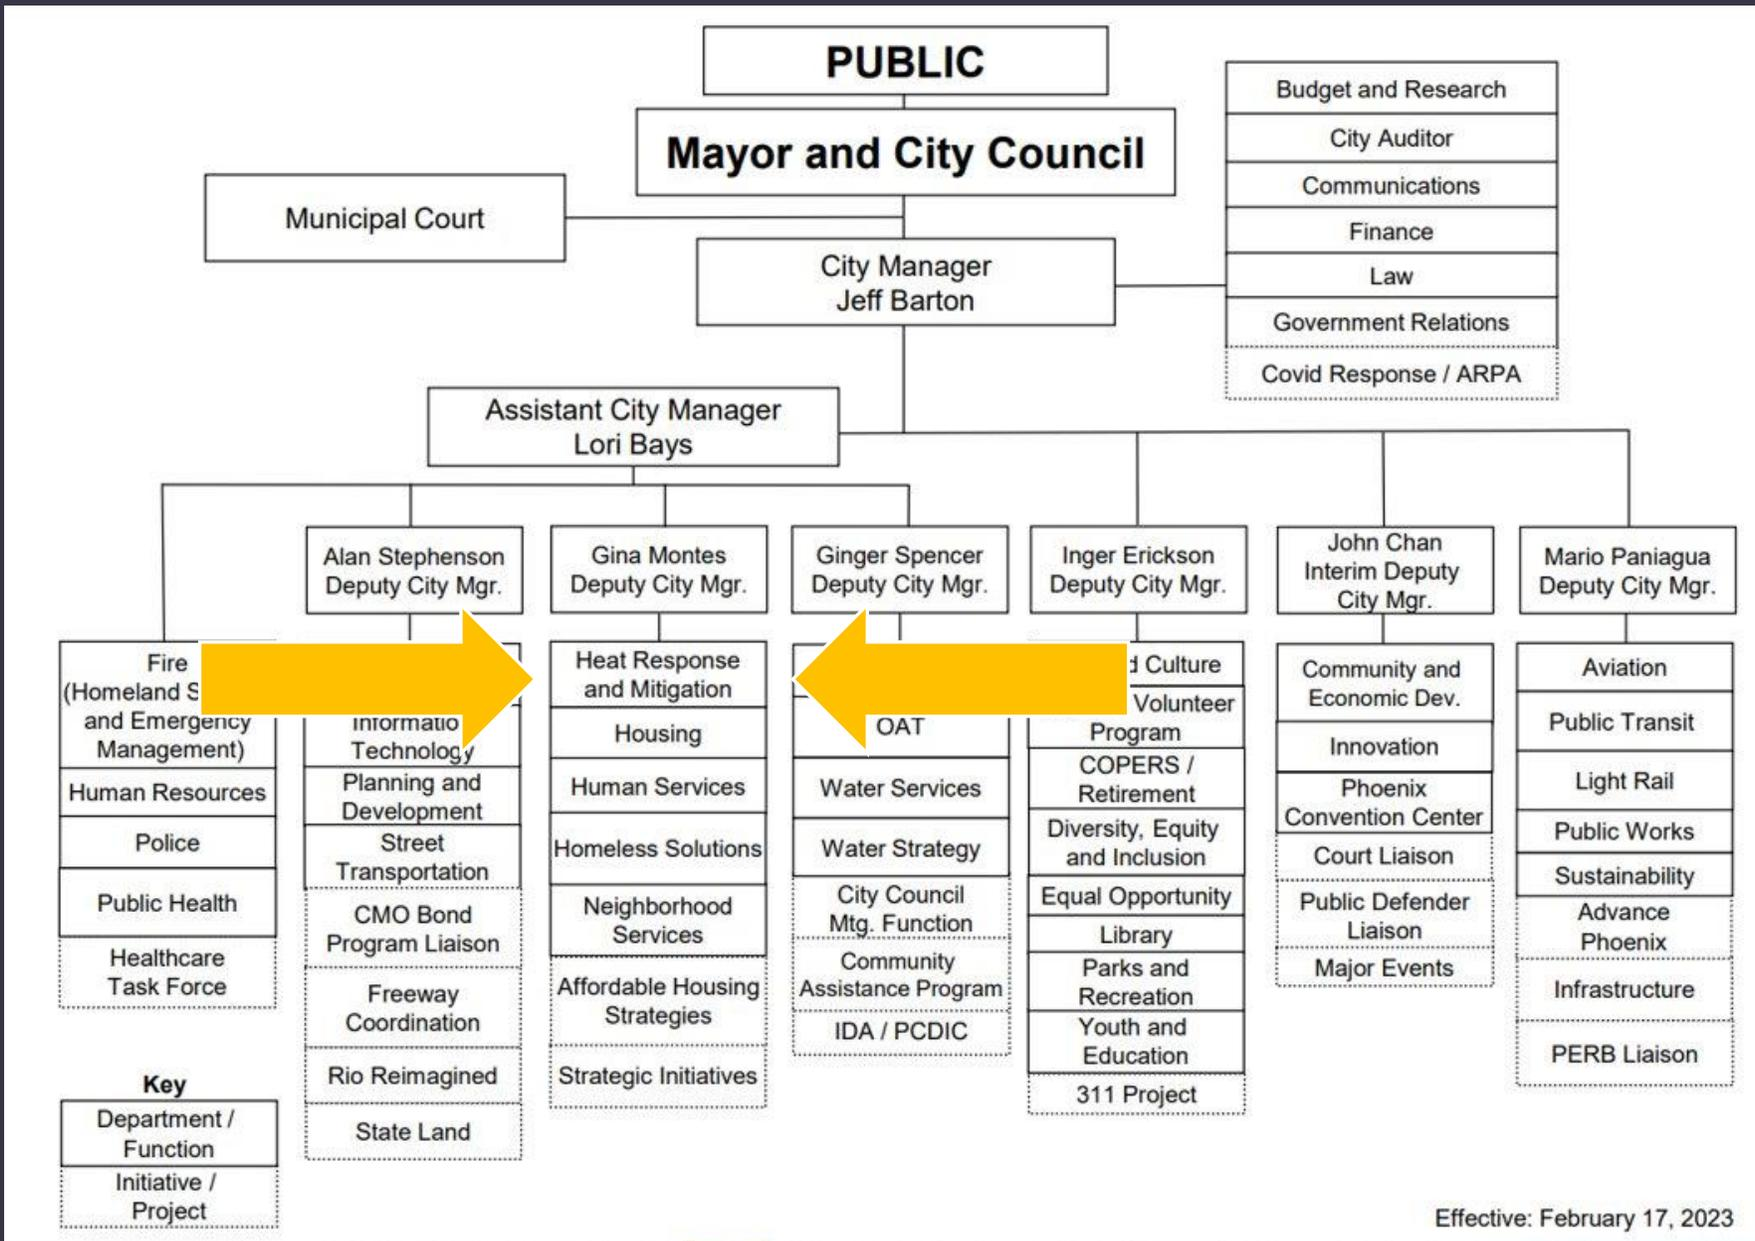 PUBLIC
Mayor and City Council
Municipal Court
City Manager
Jeff Barton
Budget and Research
City Auditor
Communications
Finance
Law
Government Relations
Covid Response / ARPA
Assistant City Manager
Lori Bays
Alan Stephenson
Deputy City Mgr.
Gina Montes
Deputy City Mgr.
Ginger Spencer
Deputy City Mgr.
Inger Erickson
Deputy City Mgr.
John Chan
Interim Deputy
City Mgr.
Mario Paniagua
Deputy City Mgr.
Fire
(Homeland
and Emergency
Management)
Human Resources
Police
Public Health
Healthcare
Task Force
Technology
Planning and
Development
Street
Transportation
CMO Bond
Program Liaison
Freeway
Coordination
Rio Reimagined
State Land
Heat Response
and Mitigation
Housing
Human Services
Homeless Solutions
Neighborhood
Services
Affordable Housing
Strategies
Strategic Initiatives
OAT
Water Services
Water Strategy
City Council
Mtg. Function
Community
Assistance Program
IDA / PCDIC
Culture
Volunteer
Program
COPERS /
Retirement
Diversity, Equity
and Inclusion
Equal Opportunity
Library
Parks and
Recreation
Youth and
Education
311 Project
Community and
Economic Dev.
Innovation
Phoenix
Convention Center
Court Liaison
Public Defender
Liaison
Major Events
Aviation
Public Transit
Light Rail
Public Works
Sustainability
Advance
Phoenix
Infrastructure
PERB Liaison
Key
Department /
Function
Initiative /
Project
Effective: February 17, 2023